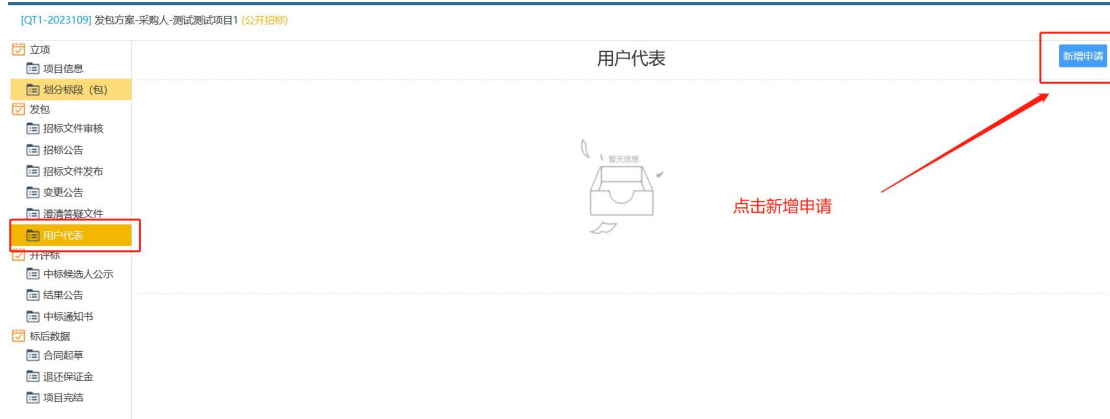 [QT1-2023109] 发包方案-采购人-测试测试项目1 (公开招标)
立项
项目信息
划分标段（包）
发包
招标文件审核
招标公告
招标文件发布
变更公告
澄清答疑文件
用户代表
开评标
中标候选人公示
结果公告
中标通知书
标后数据
合同起草
退还保证金
项目完结
用户代表
新增申请
暂无信息
点击新增申请